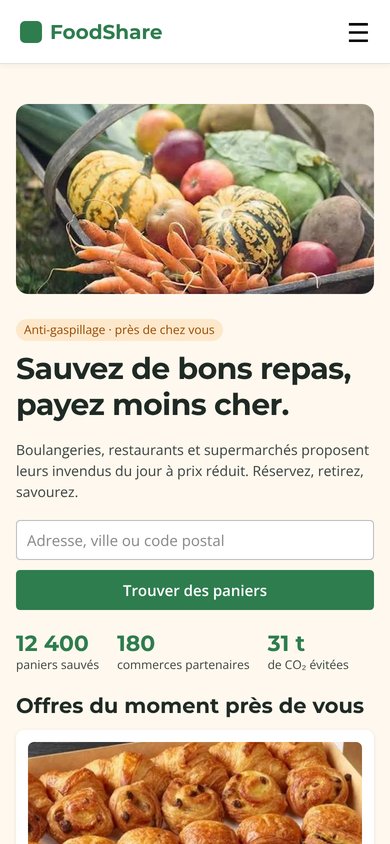 FoodShare
Anti-gaspillage · près de chez vous
Sauvez de bons repas,
payez moins cher.
Boulangeries, restaurants et supermarchés proposent
leurs invendus du jour à prix réduit. Réservez, retirez,
savourez.
Adresse, ville ou code postal
Trouver des paniers
12 400
paniers sauvés
180
commerces partenaires
31 t
de CO₂ évitées
Offres du moment près de vous